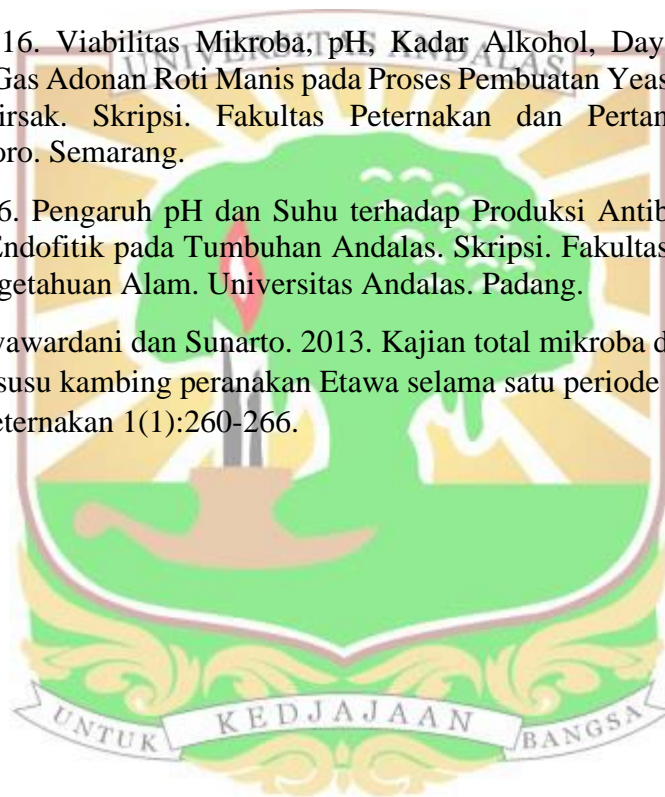 16. Viabilitas Mikroba, pH, Kadar Alkohol, Day
UNIVERSITAS ANDALAS
Gas Adonan Roti Manis pada Proses Pembuatan Yeas
irsak. Skripsi. Fakultas Peternakan dan Pertan
oro. Semarang.
6. Pengaruh pH dan Suhu terhadap Produksi Antib
Endofitik pada Tumbuhan Andalas. Skripsi. Fakultas
getahuan Alam. Universitas Andalas. Padang.
yawardani dan Sunarto. 2013. Kajian total mikroba d
susu kambing peranakan Etawa selama satu periode
eternakan 1(1):260-266.
UNTUK KEDJAJAAN BANGSA